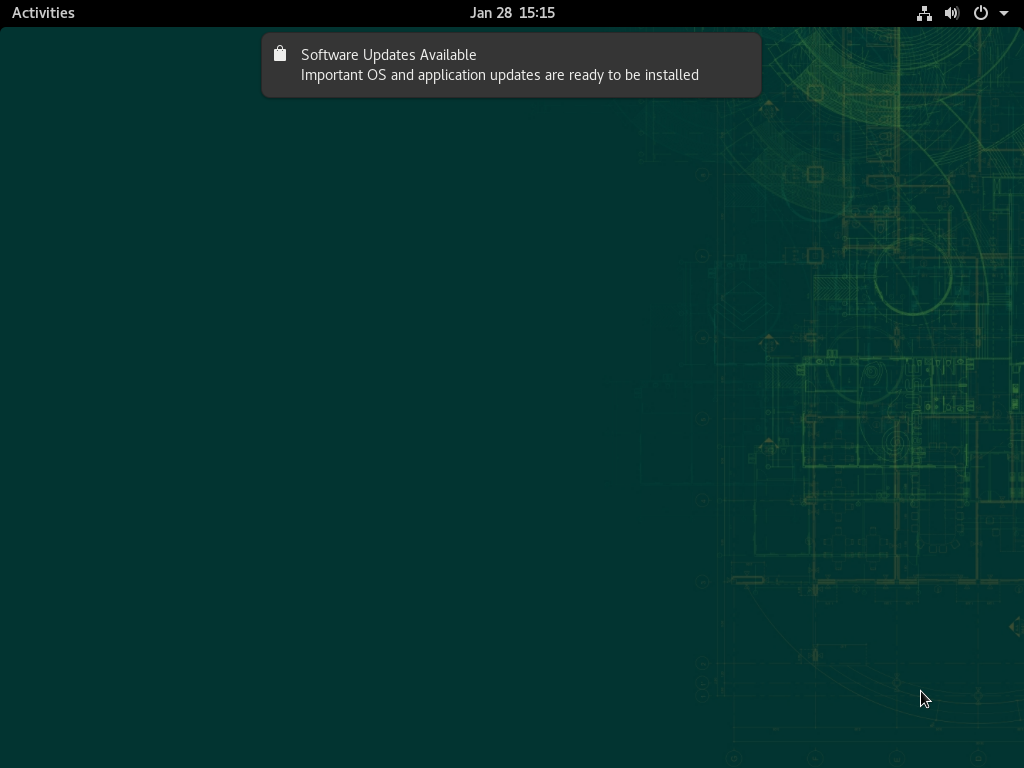 Activities
Jan 28 15:15
Software Updates Available
Important OS and application updates are ready to be installed